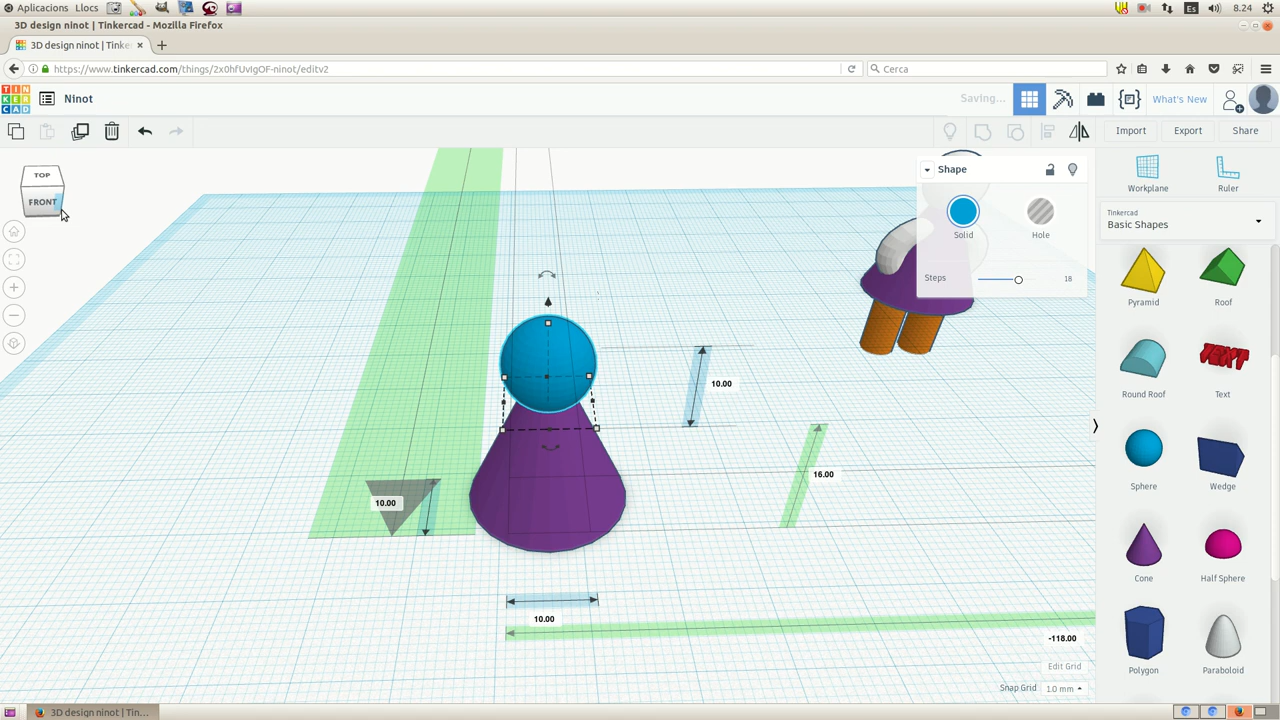 Aplicacions Llocs Es 8.24
3D design ninot | Tinkercad - Mozilla Firefox
3D design ninot | Tinke
https://www.tinkercad.com/things/2x0hfUvIgOF-ninot/editv2 Cerca
TIN
KER
CAD
Ninot Saving... What's New
Import Export Share
TOP
FRONT
Shape
Solid Hole
Steps 18
Workplane Ruler
Tinkercad
Basic Shapes
Pyramid Roof
TEXT
Round Roof Text
Sphere Wedge
Cone Half Sphere
Polygon Paraboloid
10.00
16.00
10.00
10.00
-118.00
Edit Grid
Snap Grid 1.0 mm
3D design ninot | Tin...